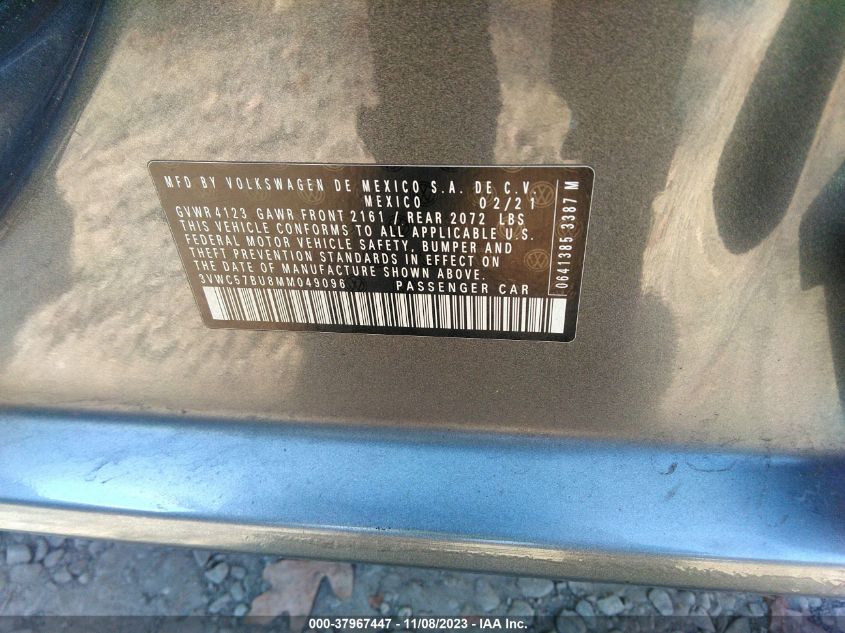 MFD BY VOLKSWAGEN DE MEXICO S.A. DE C.V.
MEXICO 02/21
GVWR 4123 GAWR FRONT 2161 / REAR 2072 LBS
THIS VEHICLE CONFORMS TO ALL APPLICABLE U.S.
FEDERAL MOTOR VEHICLE SAFETY, BUMPER AND
THEFT PREVENTION STANDARDS IN EFFECT ON
THE DATE OF MANUFACTURE SHOWN ABOVE.
3VWC57BU8MM049096 PASSENGER CAR
0641385 3387 M
000-37967447 - 11/08/2023 - IAA Inc.